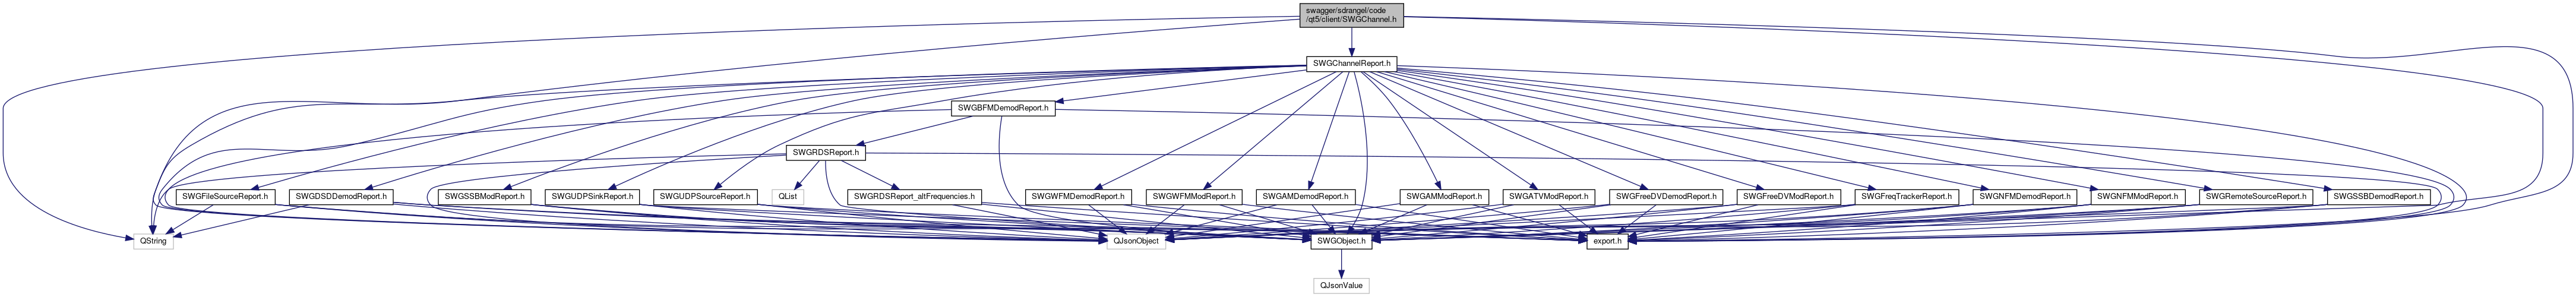 swagger/sdrangel/code
/qt5/client/SWGChannel.h
SWGChannelReport.h
SWGBFMDemodReport.h
SWGRDSReport.h
SWGFileSourceReport.h
SWGDSDDemodReport.h
SWGSSBModReport.h
SWGUDPSinkReport.h
SWGUDPSourceReport.h
QList
SWGRDSReport_altFrequencies.h
SWGWFMDemodReport.h
SWGWFMModReport.h
SWGAMDemodReport.h
SWGAMModReport.h
SWGATVModReport.h
SWGFreeDVDemodReport.h
SWGFreeDVModReport.h
SWGFreqTrackerReport.h
SWGNFMDemodReport.h
SWGNFMModReport.h
SWGRemoteSourceReport.h
SWGSSBDemodReport.h
QString
QJsonObject
SWGObject.h
export.h
QJsonValue